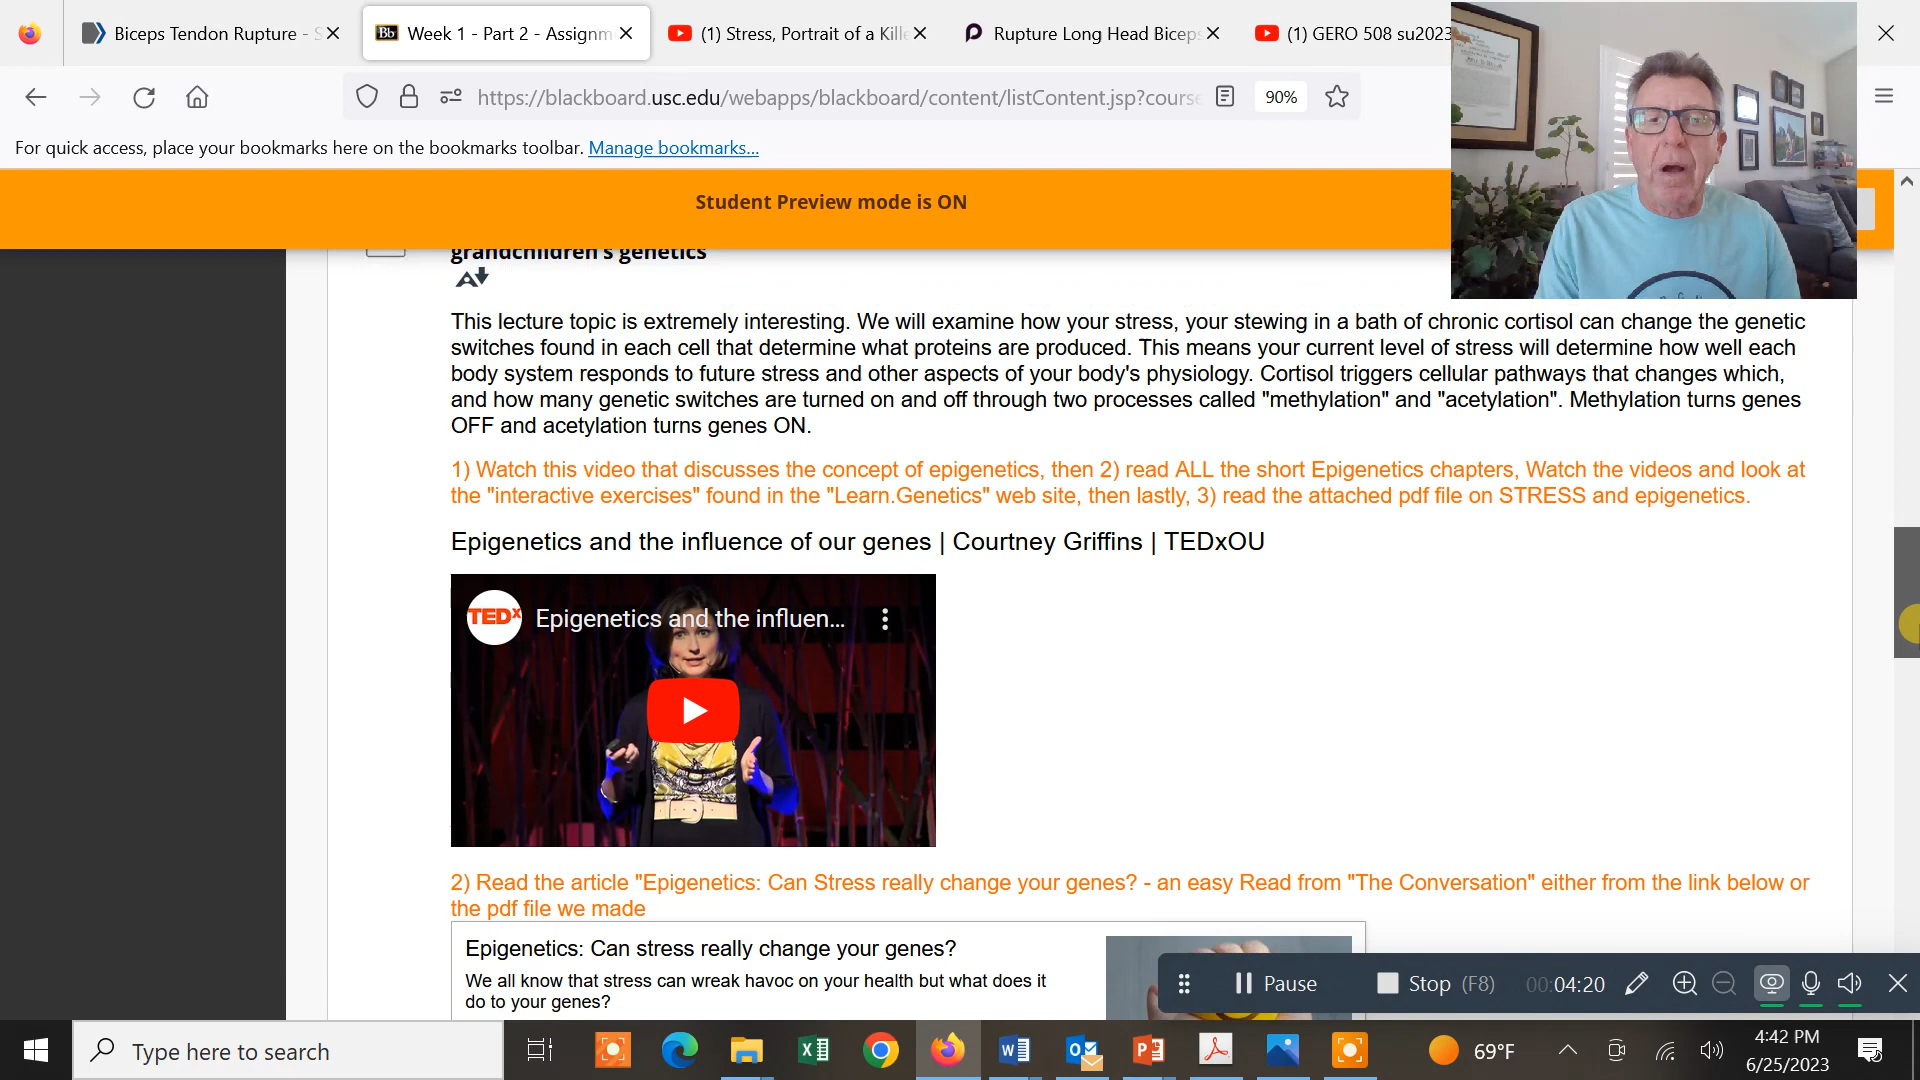 Biceps Tendon Rupture - S
Week 1 - Part 2 - Assignm
(1) Stress, Portrait of a Kille
Rupture Long Head Biceps
(1) GERO 508 su2023
https://blackboard.usc.edu/webapps/blackboard/content/listContent.jsp?course
90%
For quick access, place your bookmarks here on the bookmarks toolbar. Manage bookmarks...
Student Preview mode is ON
grandchildren's genetics
This lecture topic is extremely interesting. We will examine how your stress, your stewing in a bath of chronic cortisol can change the genetic
switches found in each cell that determine what proteins are produced. This means your current level of stress will determine how well each
body system responds to future stress and other aspects of your body's physiology. Cortisol triggers cellular pathways that changes which,
and how many genetic switches are turned on and off through two processes called "methylation" and "acetylation". Methylation turns genes
OFF and acetylation turns genes ON.
1) Watch this video that discusses the concept of epigenetics, then 2) read ALL the short Epigenetics chapters, Watch the videos and look at
the "interactive exercises" found in the "Learn.Genetics" web site, then lastly, 3) read the attached pdf file on STRESS and epigenetics.
Epigenetics and the influence of our genes | Courtney Griffins | TEDxOU
TEDx
Epigenetics and the influen...
2) Read the article "Epigenetics: Can Stress really change your genes? - an easy Read from "The Conversation" either from the link below or
the pdf file we made
Epigenetics: Can stress really change your genes?
We all know that stress can wreak havoc on your health but what does it
do to your genes?
Pause
Stop (F8)
00:04:20
Type here to search
69°F
4:42 PM
6/25/2023